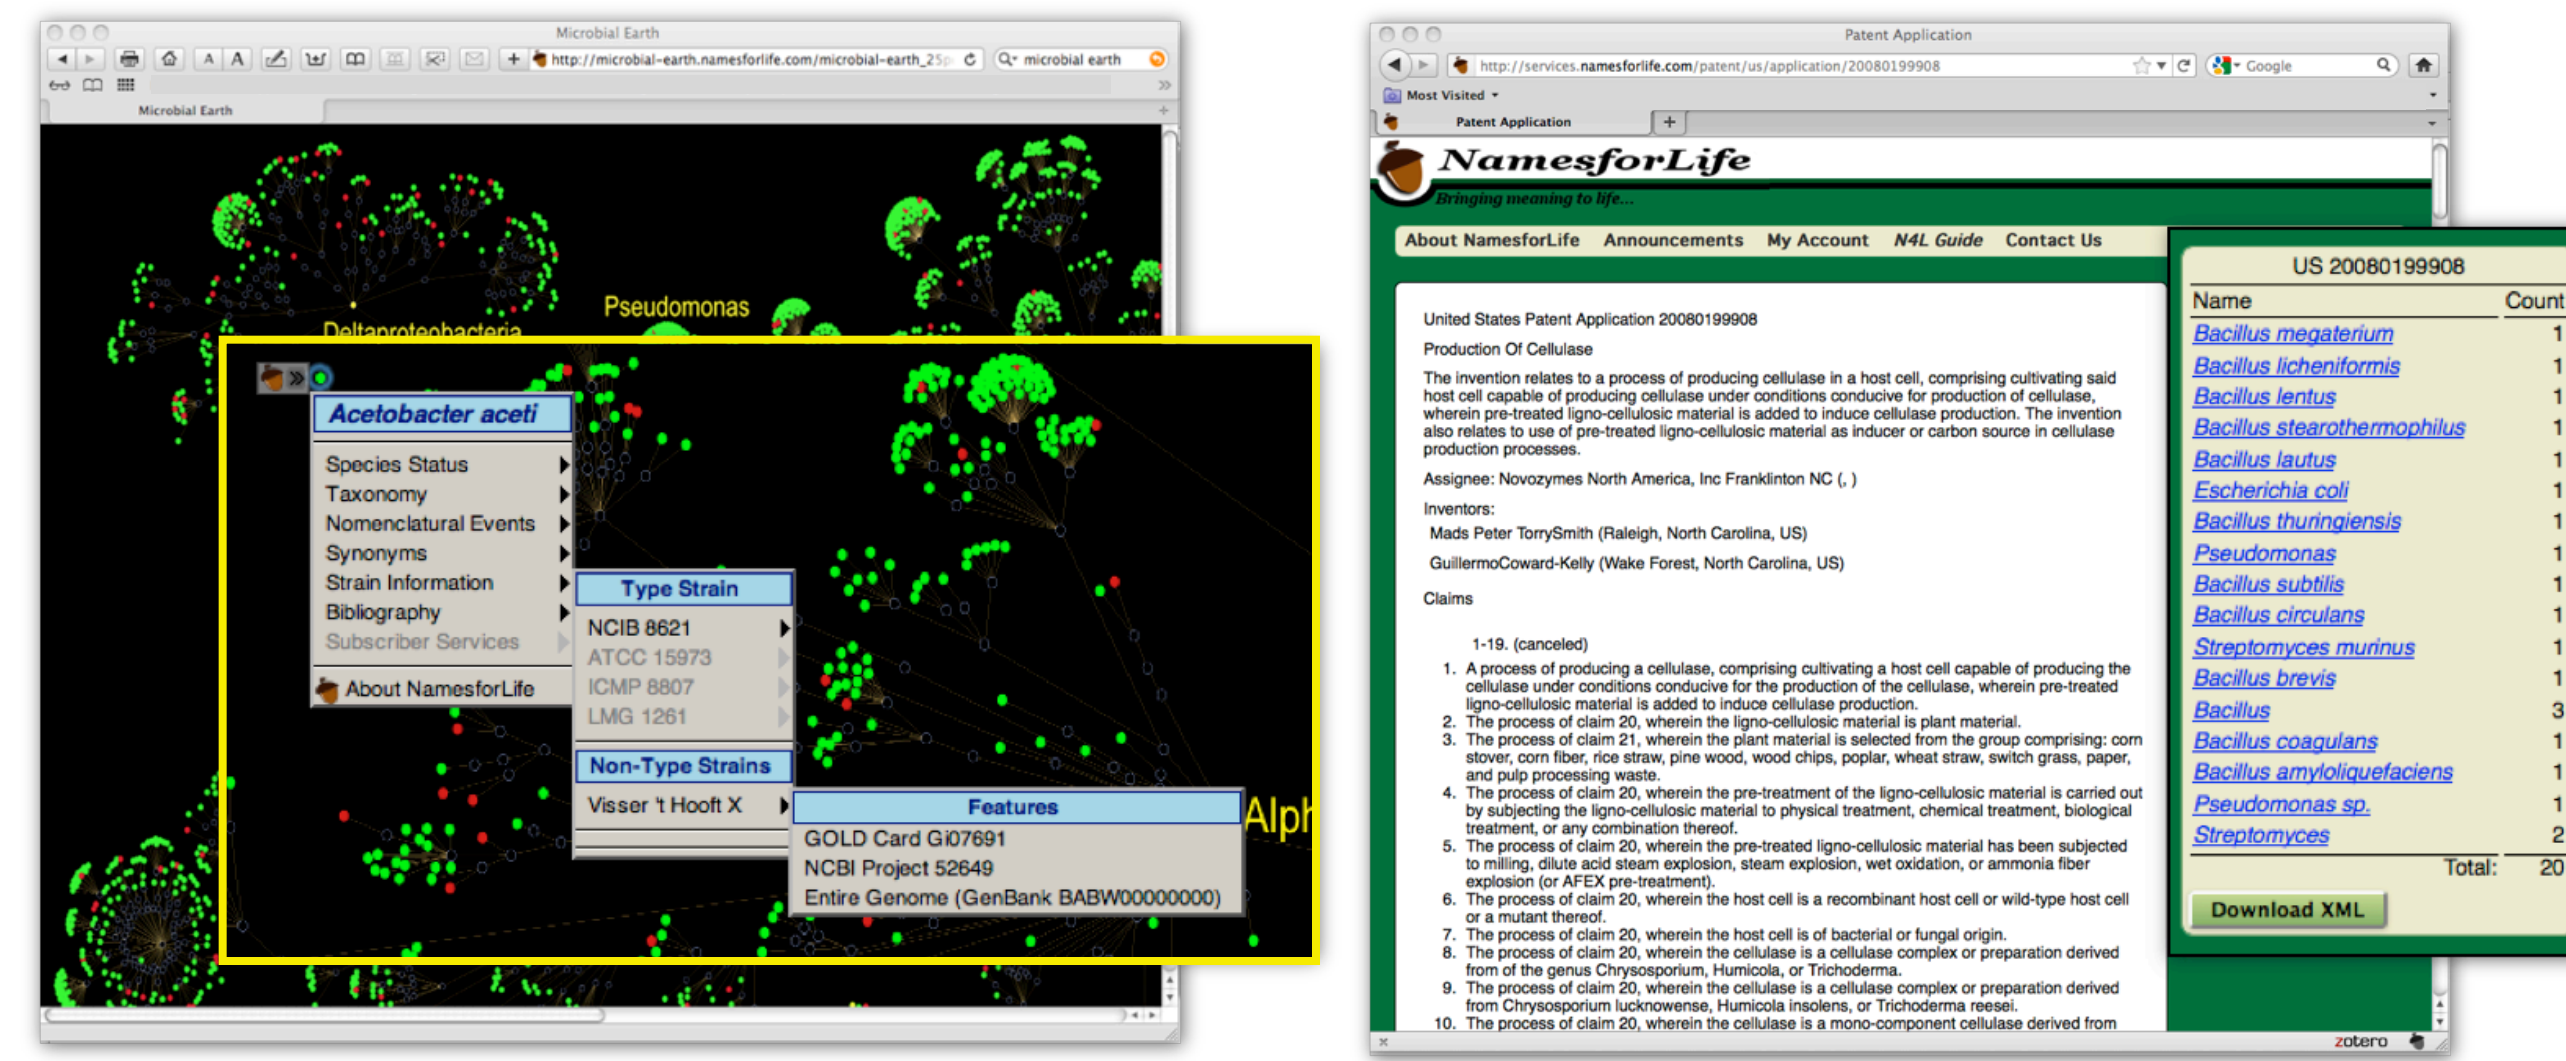 Microbial Earth
A A
http://microbial-earth.namesforlife.com/microbial-earth_25p
microbial earth
Microbial Earth
Pseudomonas
Deltaproteobacteria
Acetobacter aceti
Species Status
Taxonomy
Nomenclatural Events
Synonyms
Strain Information
Bibliography
Subscriber Services
About NamesforLife
Type Strain
NCIB 8621
ATCC 15973
ICMP 8807
LMG 1261
Non-Type Strains
Visser 't Hooft X
Features
GOLD Card Gi07691
NCBI Project 52649
Entire Genome (GenBank BABW00000000)
Alph
Patent Application
http://services.namesforlife.com/patent/us/application/20080199908
Google
Most Visited
Patent Application
NamesforLife
Bringing meaning to life...
About NamesforLife Announcements My Account N4L Guide Contact Us
United States Patent Application 20080199908
Production Of Cellulase
The invention relates to a process of producing cellulase in a host cell, comprising cultivating said
host cell capable of producing cellulase under conditions conducive for production of cellulase,
wherein pre-treated ligno-cellulosic material is added to induce cellulase production. The invention
also relates to use of pre-treated ligno-cellulosic material as inducer or carbon source in cellulase
production processes.
Assignee: Novozymes North America, Inc Franklinton NC (, )
Inventors:
Mads Peter TorrySmith (Raleigh, North Carolina, US)
GuillermoCoward-Kelly (Wake Forest, North Carolina, US)
Claims
1-19. (canceled)
1. A process of producing a cellulase, comprising cultivating a host cell capable of producing the
cellulase under conditions conducive for the production of the cellulase, wherein pre-treated
ligno-cellulosic material is added to induce cellulase production.
2. The process of claim 20, wherein the ligno-cellulosic material is plant material.
3. The process of claim 21, wherein the plant material is selected from the group comprising: corn
stover, corn fiber, rice straw, pine wood, wood chips, poplar, wheat straw, switch grass, paper,
and pulp processing waste.
4. The process of claim 20, wherein the pre-treatment of the ligno-cellulosic material is carried out
by subjecting the ligno-cellulosic material to physical treatment, chemical treatment, biological
treatment, or any combination thereof.
5. The process of claim 20, wherein the pre-treated ligno-cellulosic material has been subjected
to milling, dilute acid steam explosion, steam explosion, wet oxidation, or ammonia fiber
explosion (or AFEX pre-treatment).
6. The process of claim 20, wherein the host cell is a recombinant host cell or wild-type host cell
or a mutant thereof.
7. The process of claim 20, wherein the host cell is of bacterial or fungal origin.
8. The process of claim 20, wherein the cellulase is a cellulase complex or preparation derived
from of the genus Chrysosporium, Humicola, or Trichoderma.
9. The process of claim 20, wherein the cellulase is a cellulase complex or preparation derived
from Chrysosporium lucknowense, Humicola insolens, or Trichoderma reesei.
10. The process of claim 20, wherein the cellulase is a mono-component cellulase derived from
US 20080199908
Name Count
Bacillus megaterium 1
Bacillus licheniformis 1
Bacillus lentus 1
Bacillus stearothermophilus 1
Bacillus lautus 1
Escherichia coli 1
Bacillus thuringiensis 1
Pseudomonas 1
Bacillus subtilis 1
Bacillus circulans 1
Streptomyces murinus 1
Bacillus brevis 1
Bacillus 3
Bacillus coagulans 1
Bacillus amyloliquefaciens 1
Pseudomonas sp. 1
Streptomyces 2
Total: 20
Download XML
zotero